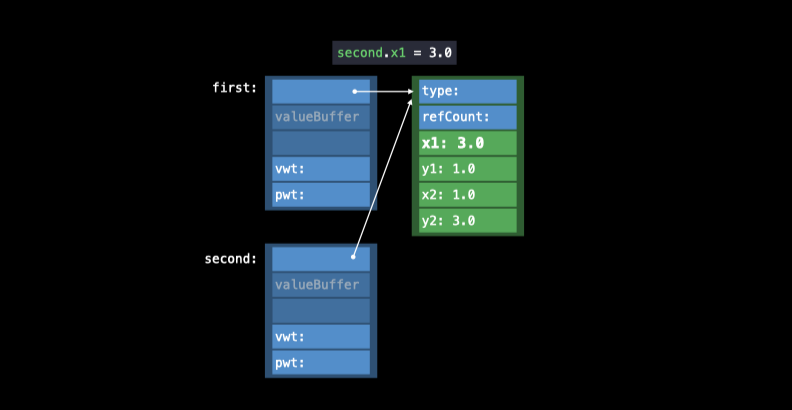 second.x1 = 3.0
first:
valueBuffer
vwt:
pwt:
type:
refCount:
x1: 3.0
y1: 1.0
x2: 1.0
y2: 3.0
second:
valueBuffer
vwt:
pwt: